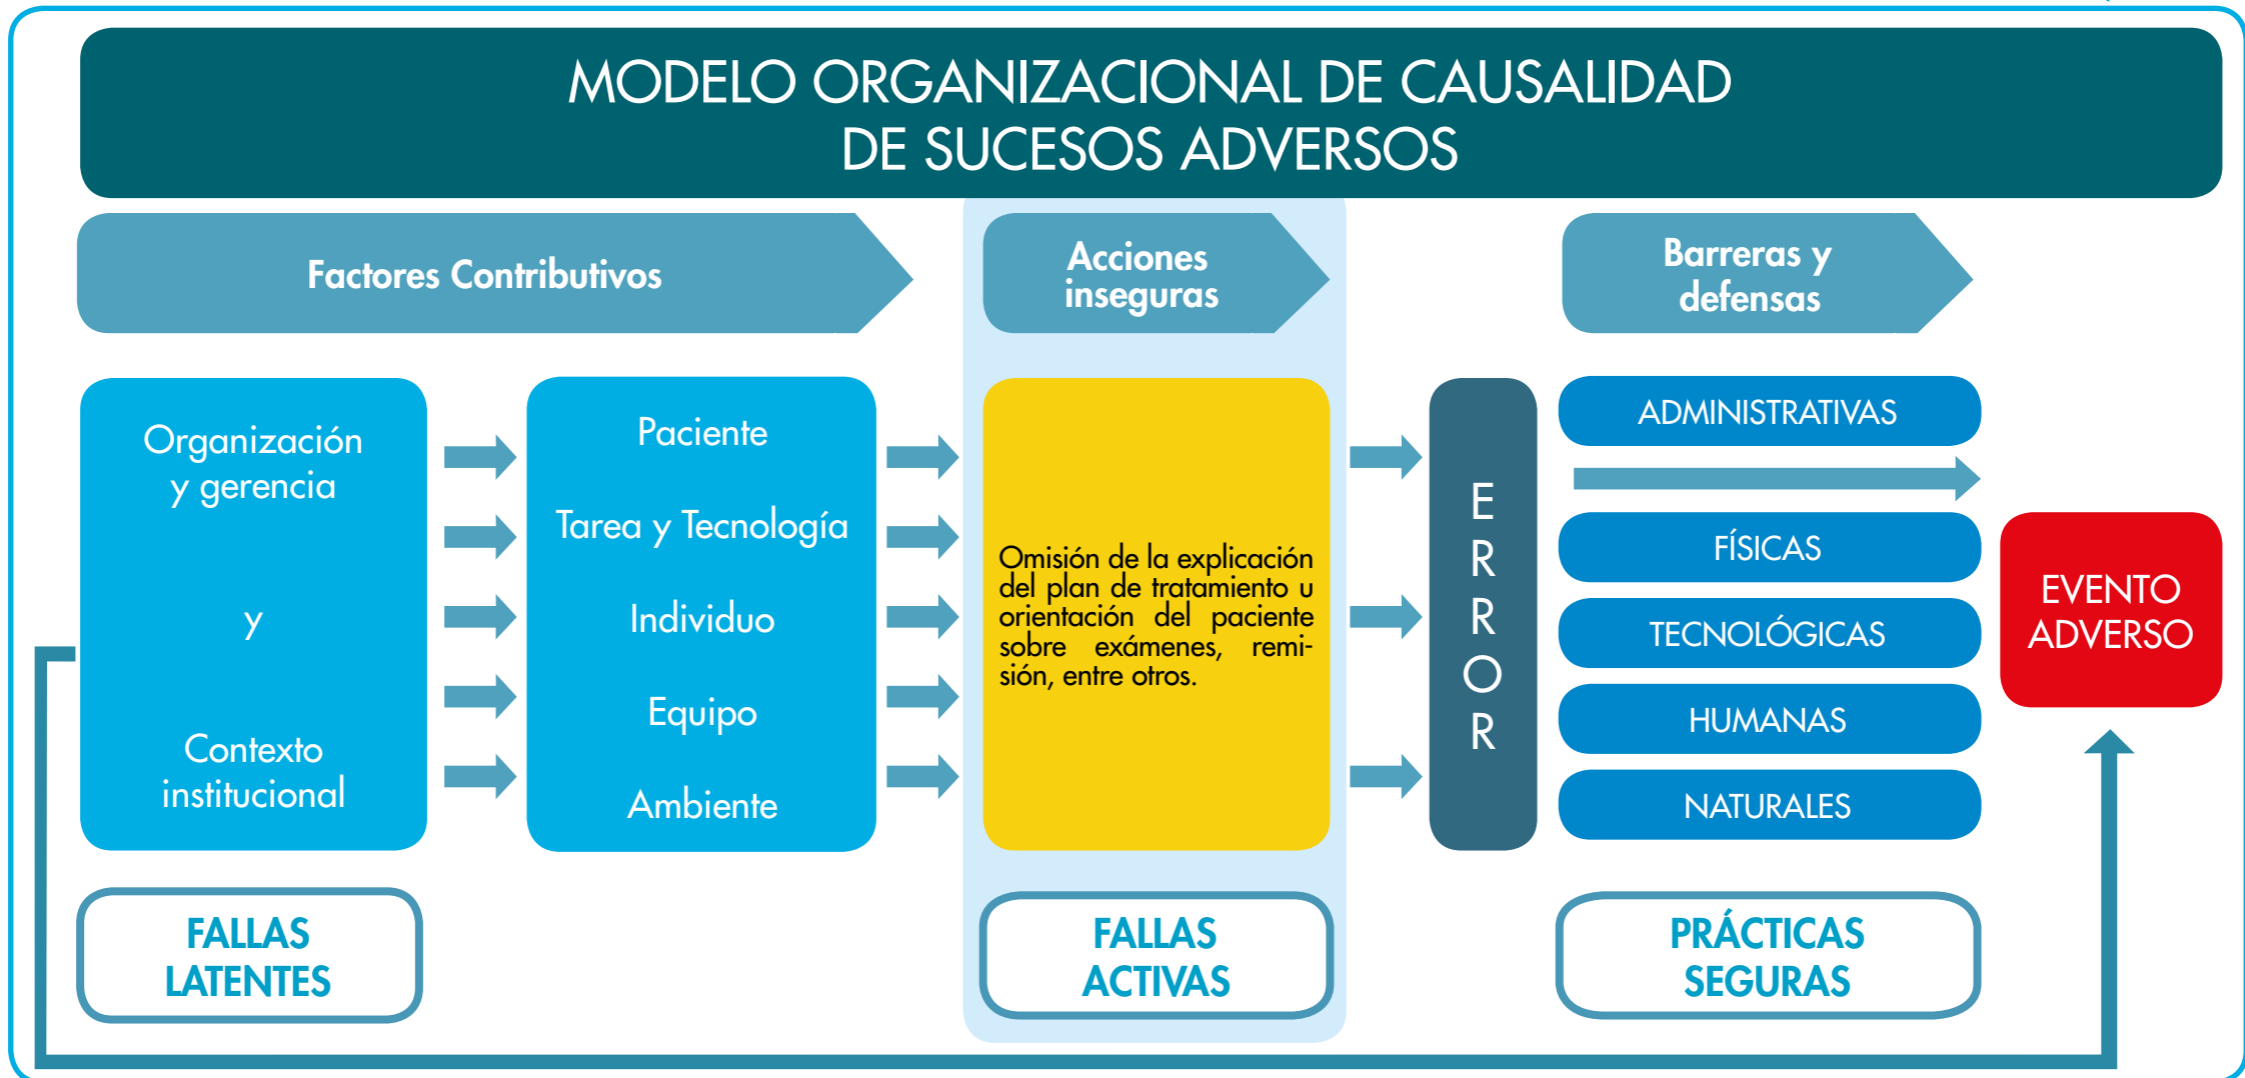 MODELO ORGANIZACIONAL DE CAUSALIDAD
DE SUCESOS ADVERSOS
Factores Contributivos
Acciones
inseguras
Barreras y
defensas
Organización
y gerencia
y
Contexto
institucional
Paciente
Tarea y Tecnología
Individuo
Equipo
Ambiente
Omisión de la explicación
del plan de tratamiento u
orientación del paciente
sobre exámenes, remi-
sión, entre otros.
E
R
R
O
R
ADMINISTRATIVAS
FÍSICAS
TECNOLÓGICAS
HUMANAS
NATURALES
EVENTO
ADVERSO
FALLAS
LATENTES
FALLAS
ACTIVAS
PRÁCTICAS
SEGURAS